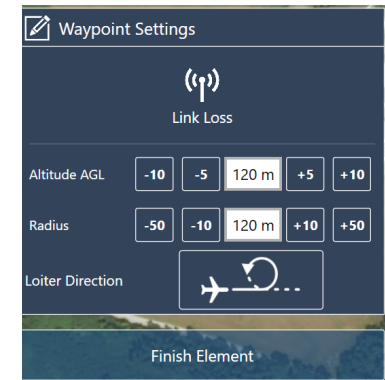 Waypoint Settings
Link Loss
Altitude AGL -10 -5 120 m +5 +10
Radius -50 -10 120 m +10 +50
Loiter Direction
Finish Element